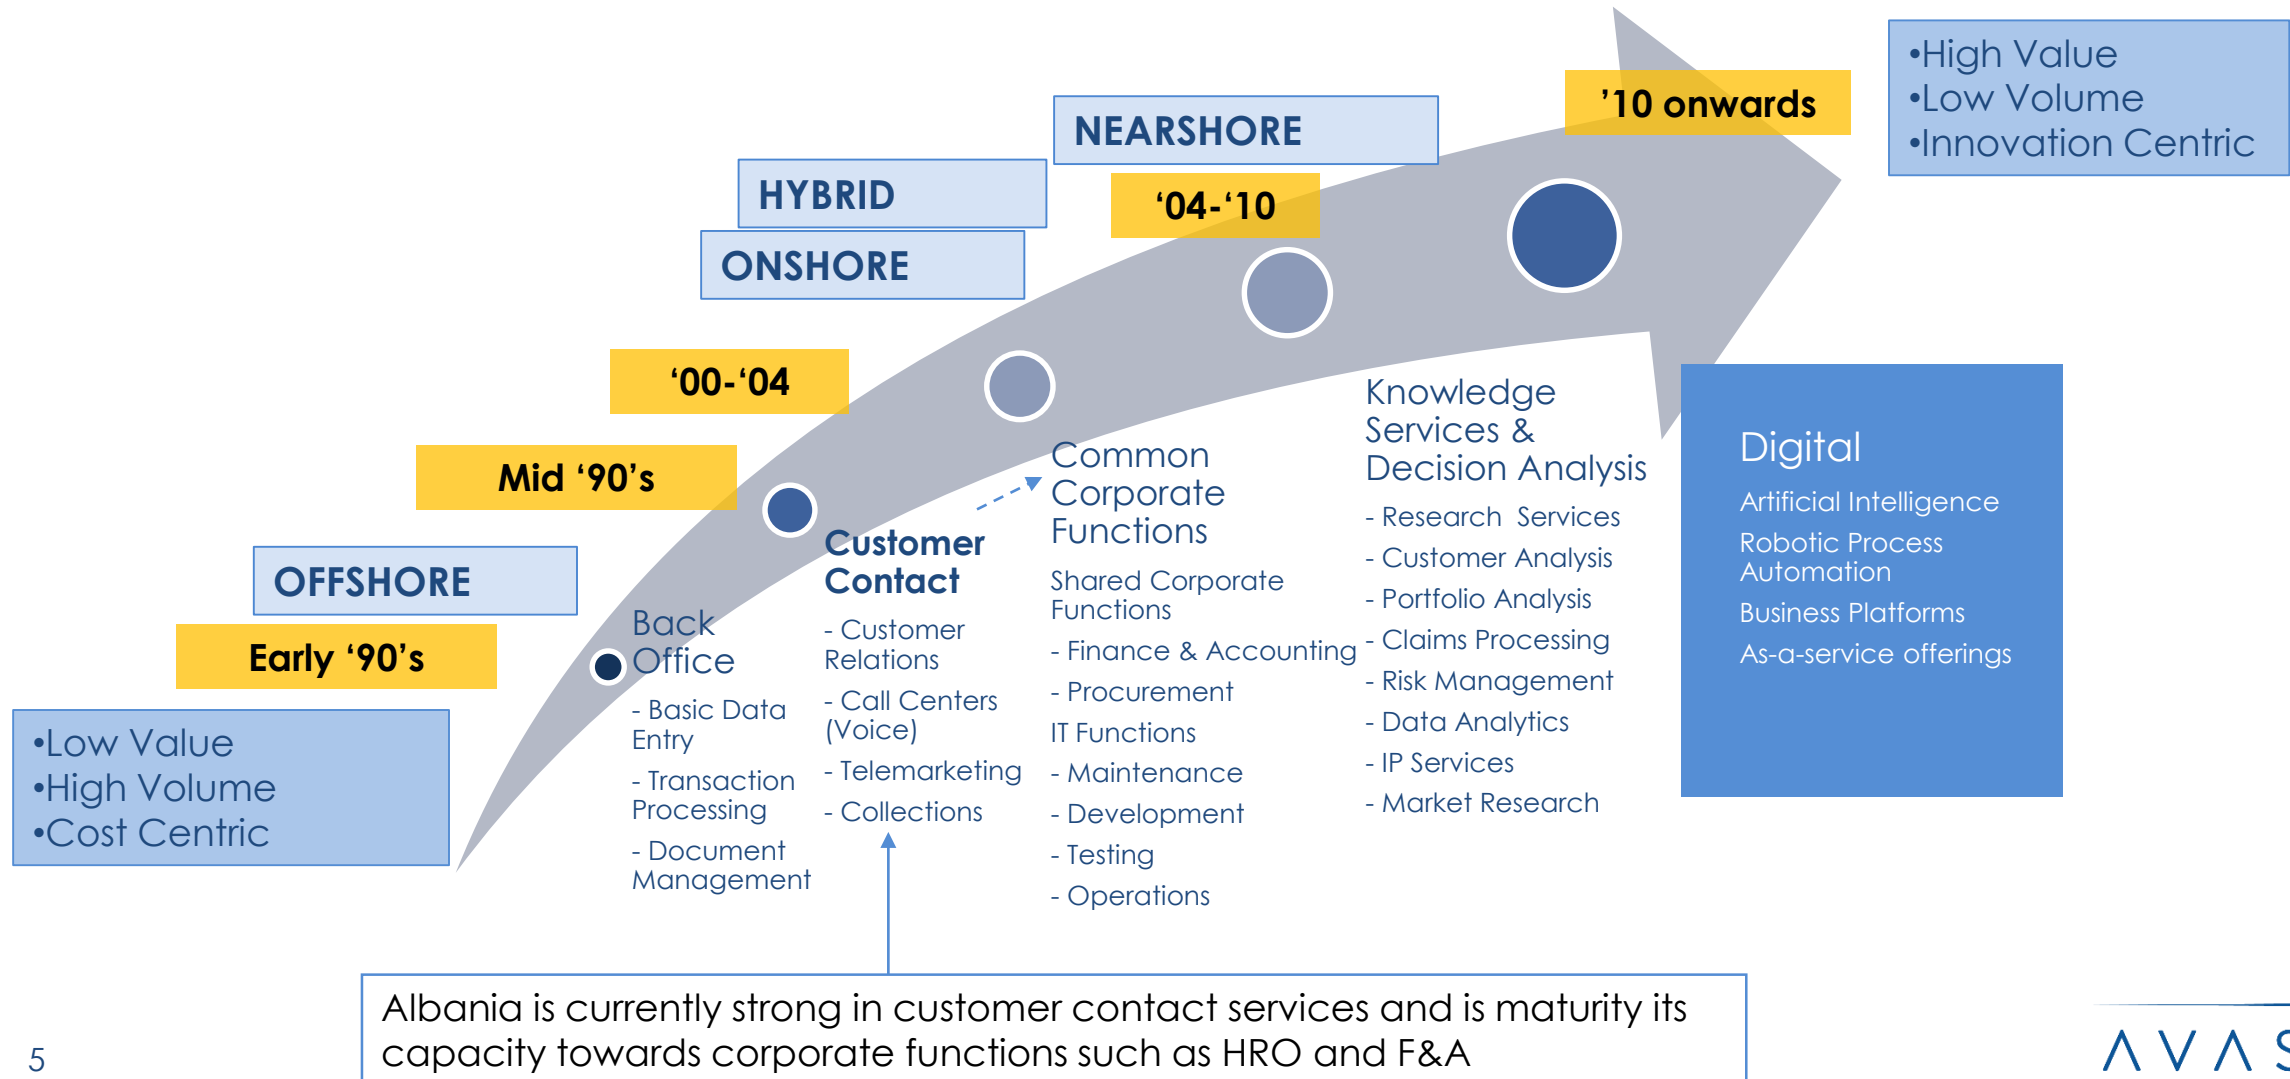 •High Value
•Low Volume
•Innovation Centric
’10 onwards
NEARSHORE
‘04-‘10
HYBRID
ONSHORE
‘00-‘04
Mid ‘90’s
OFFSHORE
Early ‘90’s
•Low Value
•High Volume
•Cost Centric
Back
Office
- Basic Data
Entry
- Transaction
Processing
- Document
Management
Customer
Contact
- Customer
Relations
- Call Centers
(Voice)
- Telemarketing
- Collections
Common
Corporate
Functions
Shared Corporate
Functions
- Finance & Accounting
- Procurement
IT Functions
- Maintenance
- Development
- Testing
- Operations
Knowledge
Services &
Decision Analysis
- Research Services
- Customer Analysis
- Portfolio Analysis
- Claims Processing
- Risk Management
- Data Analytics
- IP Services
- Market Research
Digital
Artificial Intelligence
Robotic Process
Automation
Business Platforms
As-a-service offerings
Albania is currently strong in customer contact services and is maturity its
capacity towards corporate functions such as HRO and F&A
5